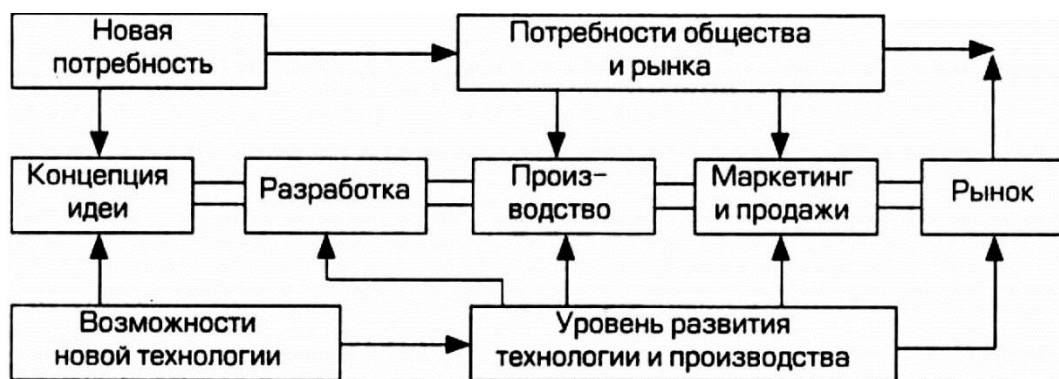 Новая
потребность
Потребности общества
и рынка
Концепция
идеи
Разработка
Произ-
водство
Маркетинг
и продажи
Рынок
Возможности
новой технологии
Уровень развития
технологии и производства